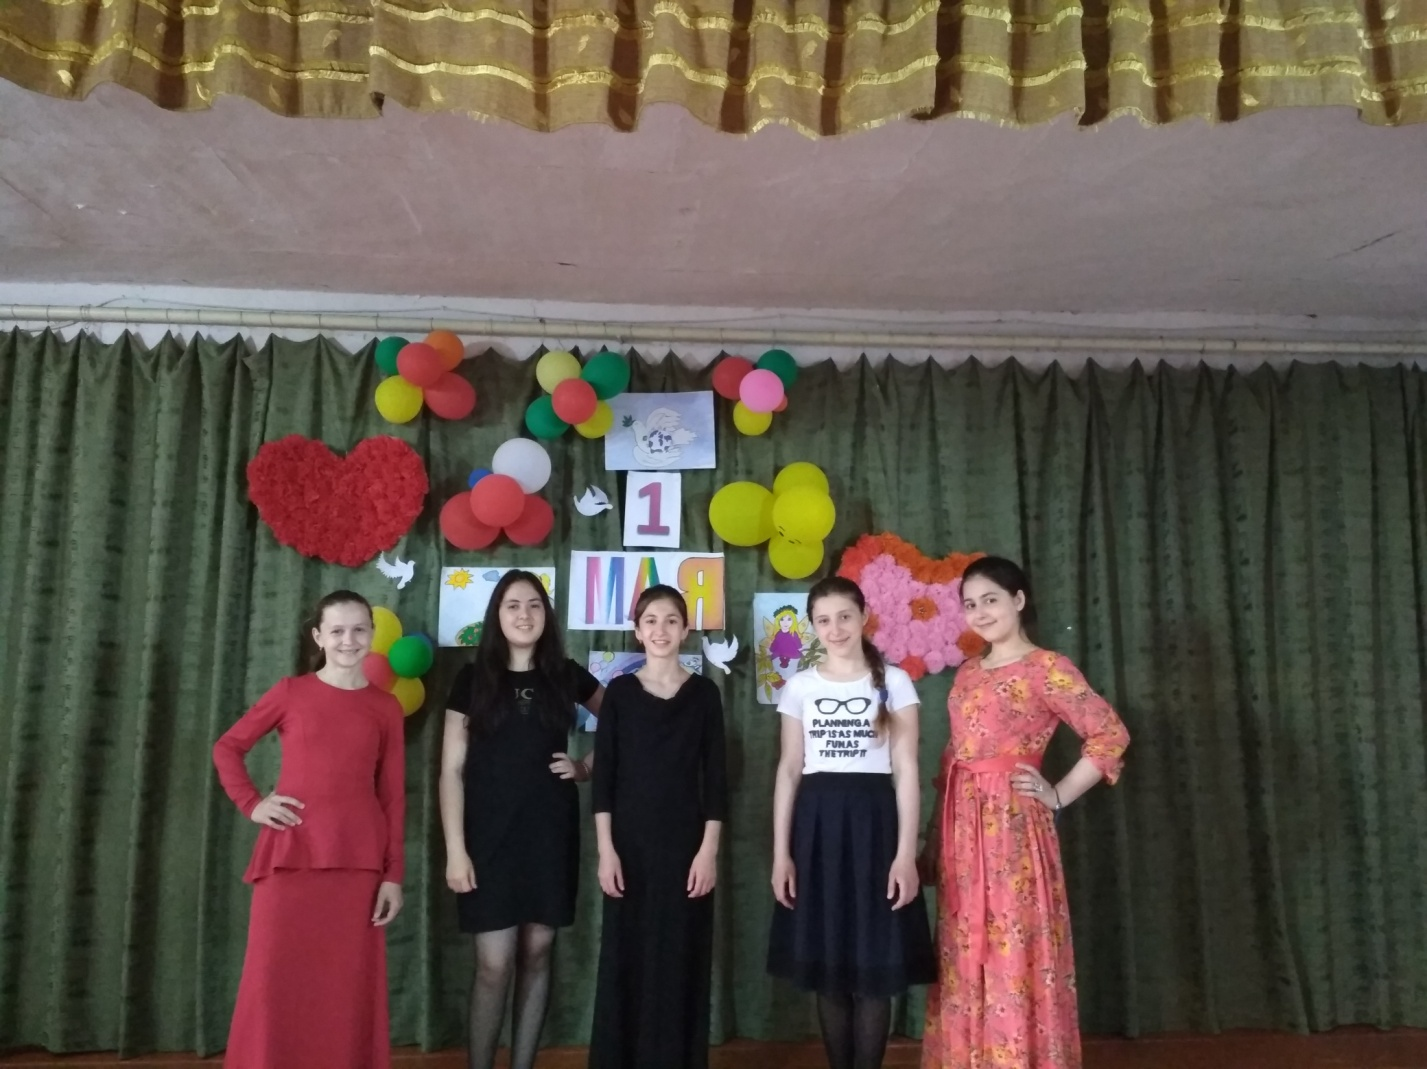 1
МАЯ
PLANNING A
TRIP IS AS MUCH
FUN AS
THE TRIP IT